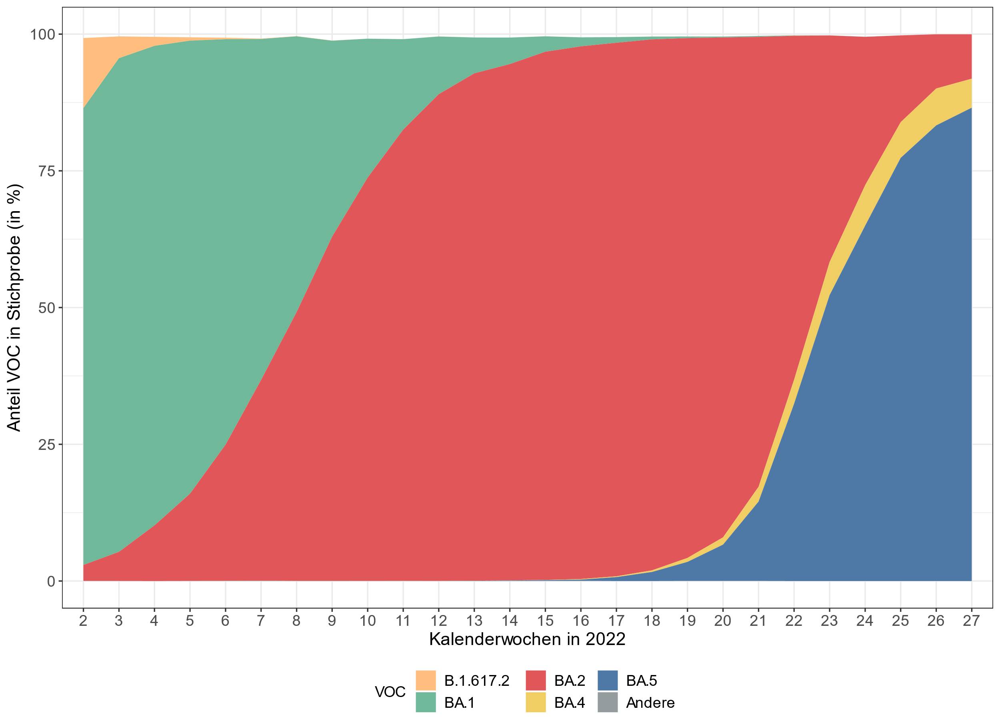 Anteil VOC in Stichprobe (in %)
100
75
50
25
0
2 3 4 5 6 7 8 9 10 11 12 13 14 15 16 17 18 19 20 21 22 23 24 25 26 27
Kalenderwochen in 2022
VOC
B.1.617.2 BA.2 BA.5
BA.1 BA.4 Andere